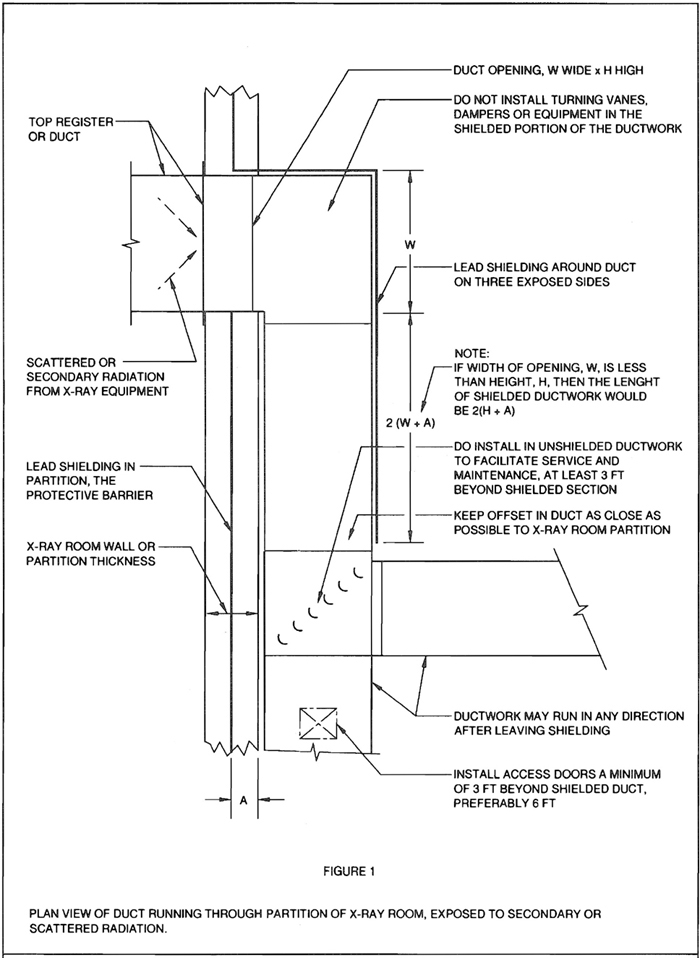 DUCT OPENING, W WIDE x H HIGH
DO NOT INSTALL TURNING VANES,
DAMPERS OR EQUIPMENT IN THE
SHIELDED PORTION OF THE DUCTWORK
TOP REGISTER
OR DUCT
W
LEAD SHIELDING AROUND DUCT
ON THREE EXPOSED SIDES
SCATTERED OR
SECONDARY RADIATION
FROM X-RAY EQUIPMENT
NOTE:
IF WIDTH OF OPENING, W, IS LESS
THAN HEIGHT, H, THEN THE LENGHT
OF SHIELDED DUCTWORK WOULD
BE 2(H + A)
2 (W + A)
DO INSTALL IN UNSHIELDED DUCTWORK
TO FACILITATE SERVICE AND
MAINTENANCE, AT LEAST 3 FT
BEYOND SHIELDED SECTION
LEAD SHIELDING IN
PARTITION, THE
PROTECTIVE BARRIER
KEEP OFFSET IN DUCT AS CLOSE AS
POSSIBLE TO X-RAY ROOM PARTITION
X-RAY ROOM WALL OR
PARTITION THICKNESS
DUCTWORK MAY RUN IN ANY DIRECTION
AFTER LEAVING SHIELDING
INSTALL ACCESS DOORS A MINIMUM
OF 3 FT BEYOND SHIELDED DUCT,
PREFERABLY 6 FT
A
FIGURE 1
PLAN VIEW OF DUCT RUNNING THROUGH PARTITION OF X-RAY ROOM, EXPOSED TO SECONDARY OR
SCATTERED RADIATION.